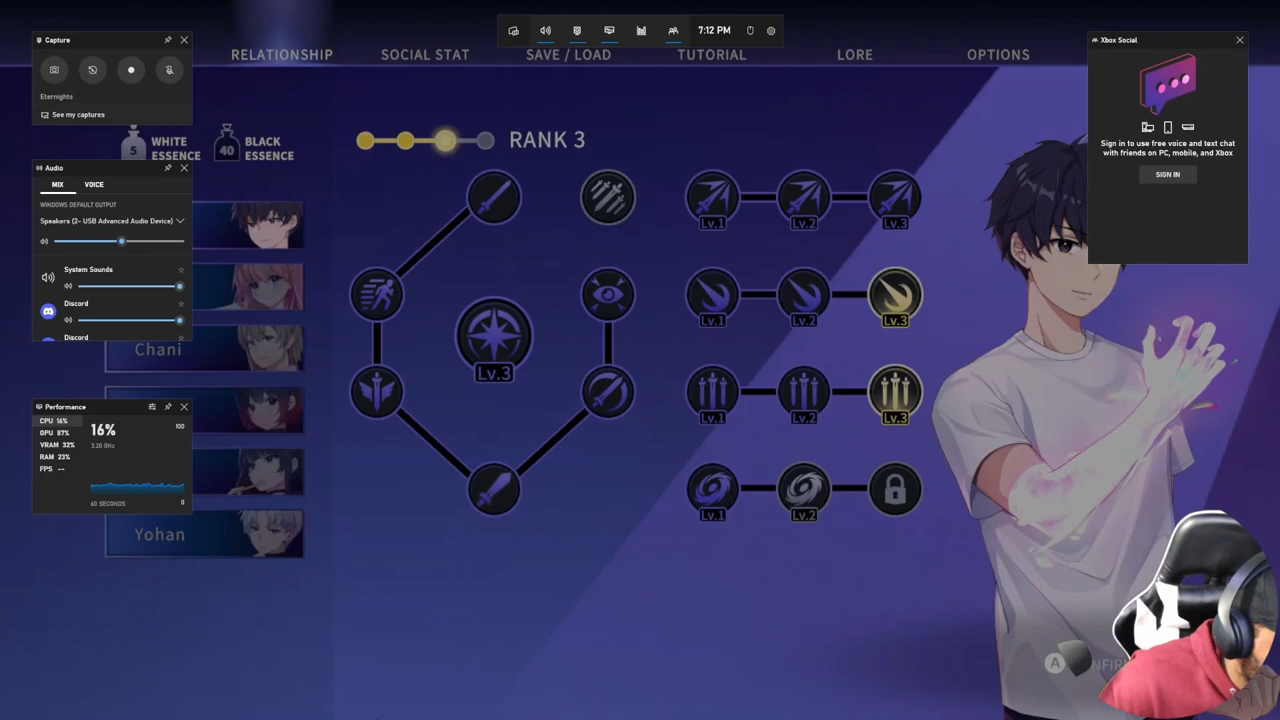 7:12 PM
RELATIONSHIP
SOCIAL STAT
SAVE / LOAD
TUTORIAL
LORE
OPTIONS
Capture
Eternights
See my captures
5 WHITE ESSENCE
40 BLACK ESSENCE
RANK 3
Audio
MIX VOICE
WINDOWS DEFAULT OUTPUT
Speakers (2- USB Advanced Audio Device)
System Sounds
Discord
Discord
Chani
Yohan
Performance
CPU 16%
GPU 87%
VRAM 32%
RAM 23%
FPS --
16%
100
3.20 GHz
60 SECONDS 0
Lv.3
Lv.1 Lv.2 Lv.3
Lv.1 Lv.2 Lv.3
Lv.1 Lv.2 Lv.3
Lv.1 Lv.2
Xbox Social
Sign in to use free voice and text chat
with friends on PC, mobile, and Xbox
SIGN IN
A